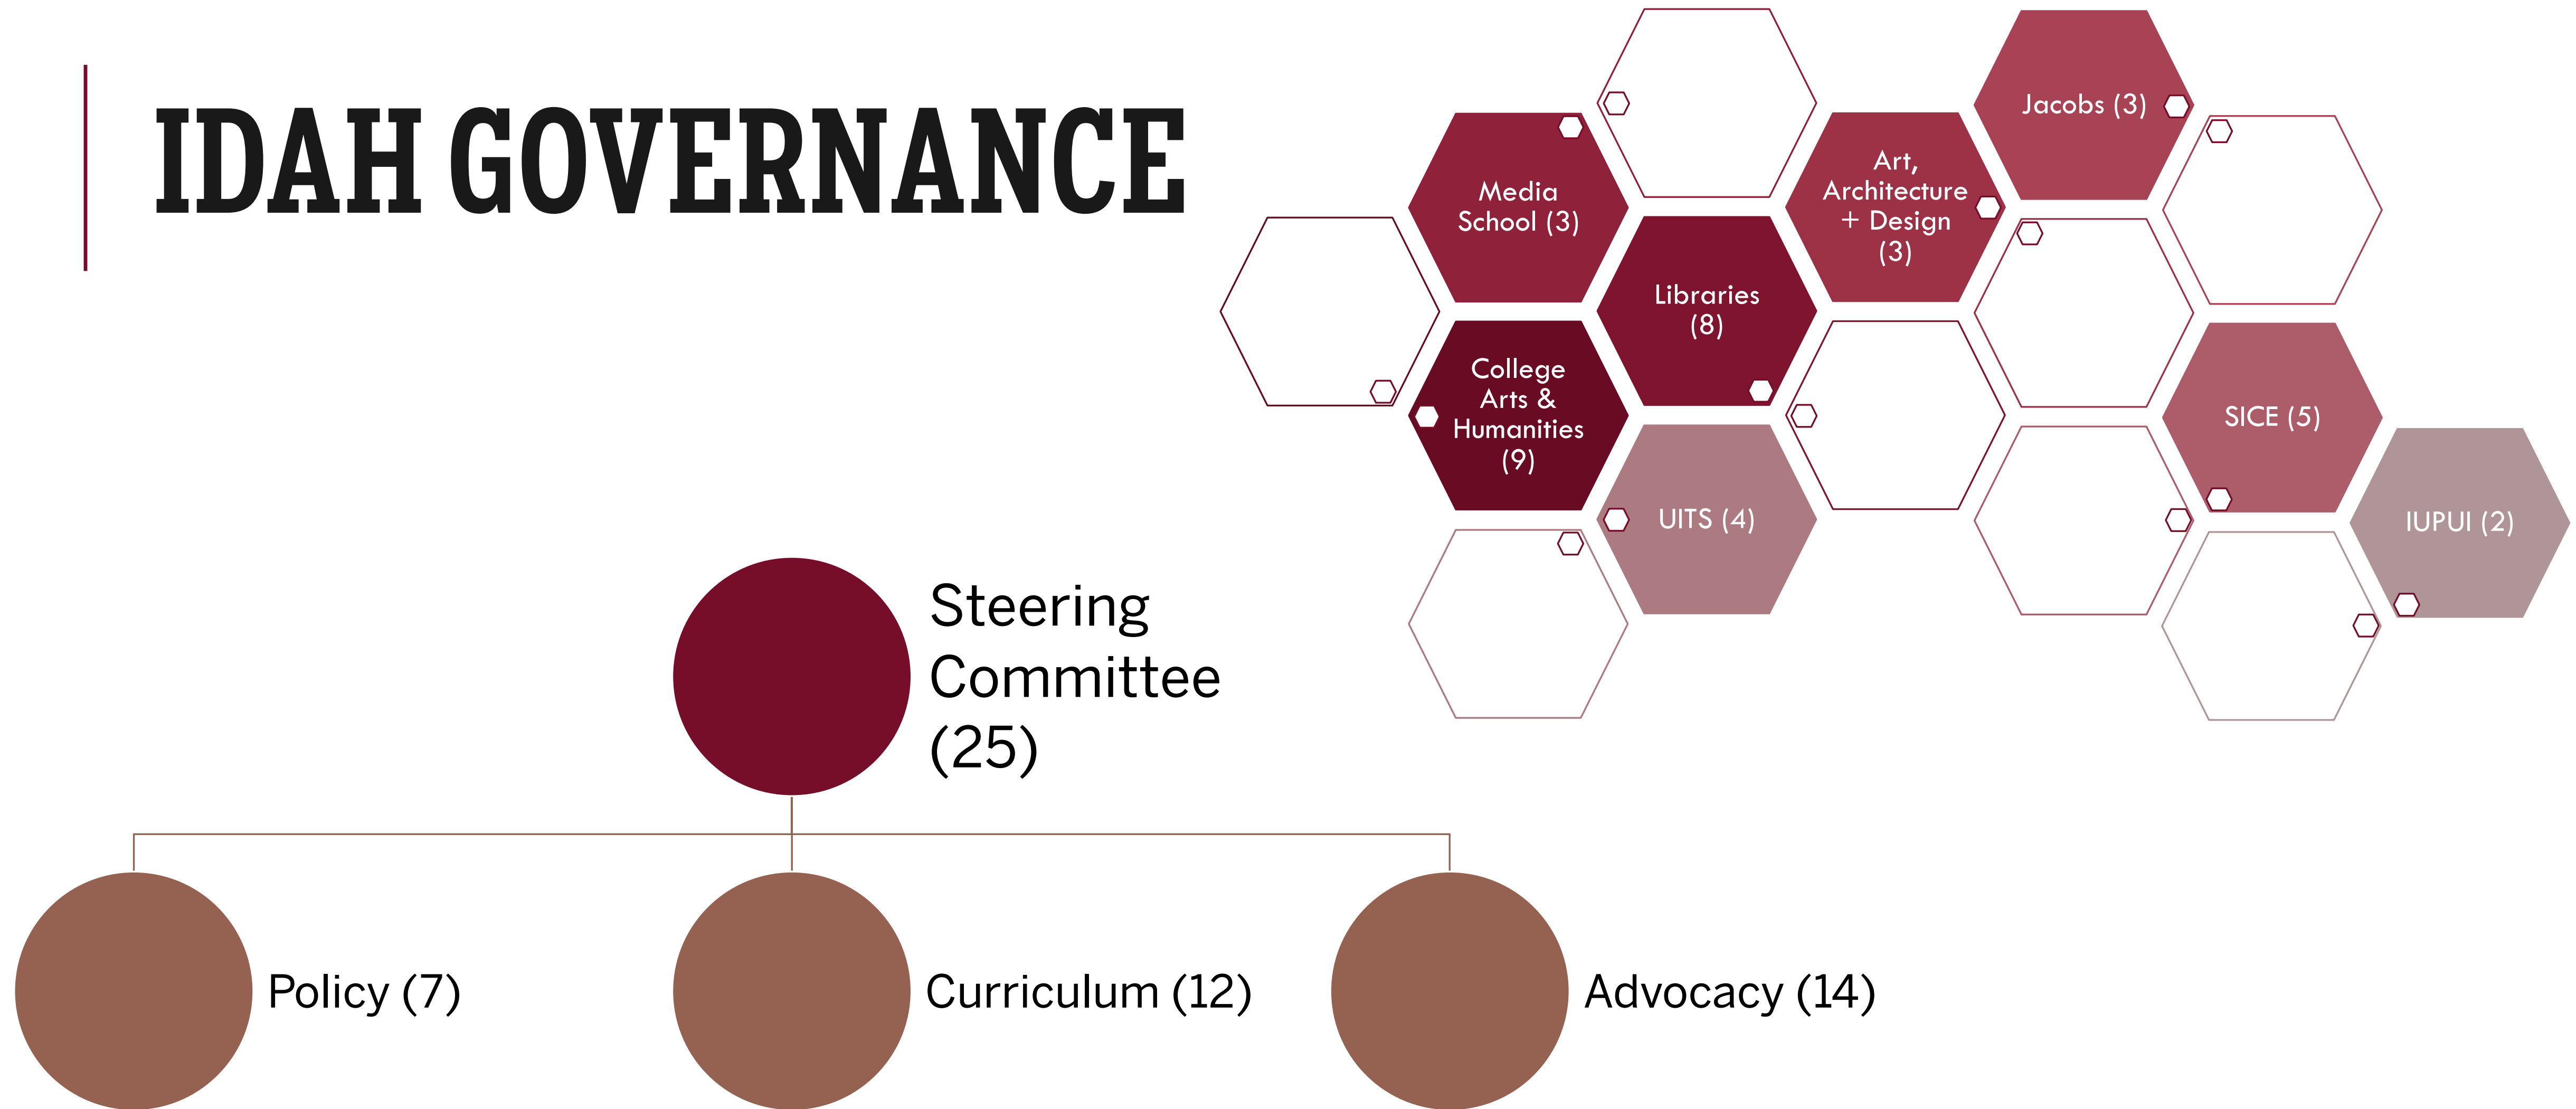 IDAH GOVERNANCE
Jacobs (3)
Art,
Architecture
+ Design
(3)
Media
School (3)
Libraries
(8)
College
Arts &
Humanities
(9)
SICE (5)
UITS (4)
IUPUI (2)
Steering
Committee
(25)
Policy (7)
Curriculum (12)
Advocacy (14)